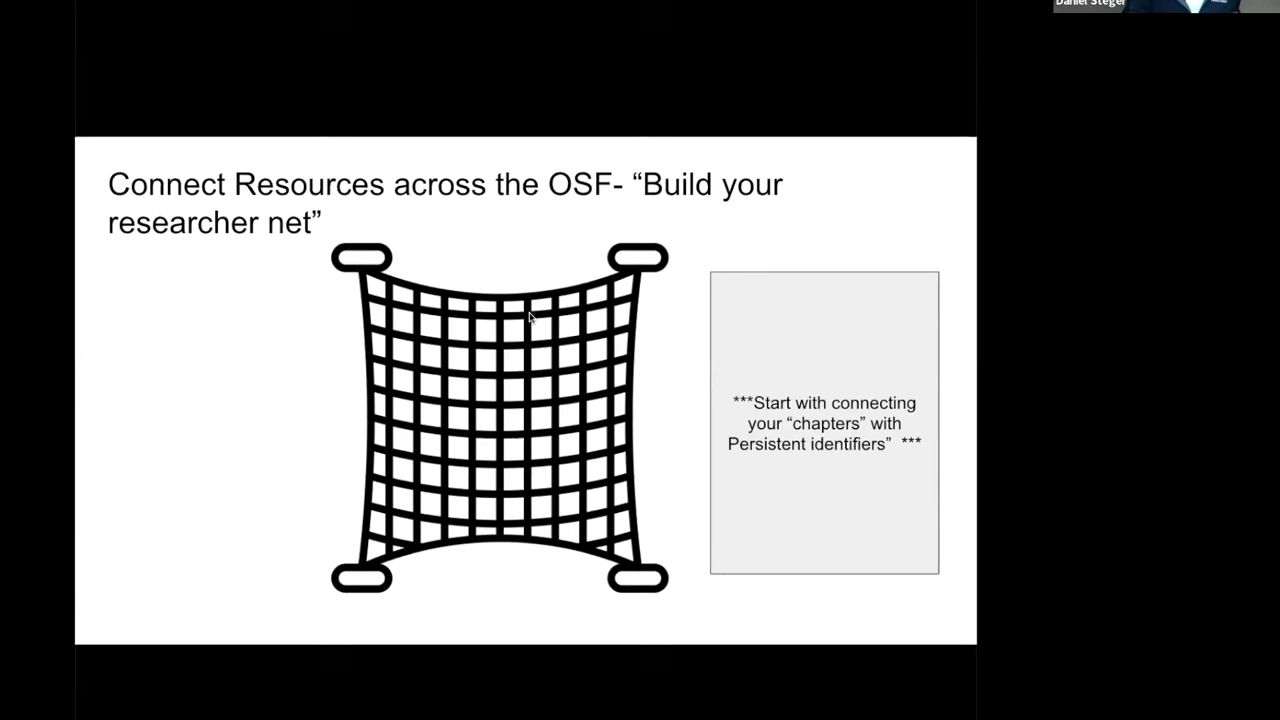 Daniel Steger
Connect Resources across the OSF- “Build your
researcher net”
***Start with connecting
your “chapters” with
Persistent identifiers” ***